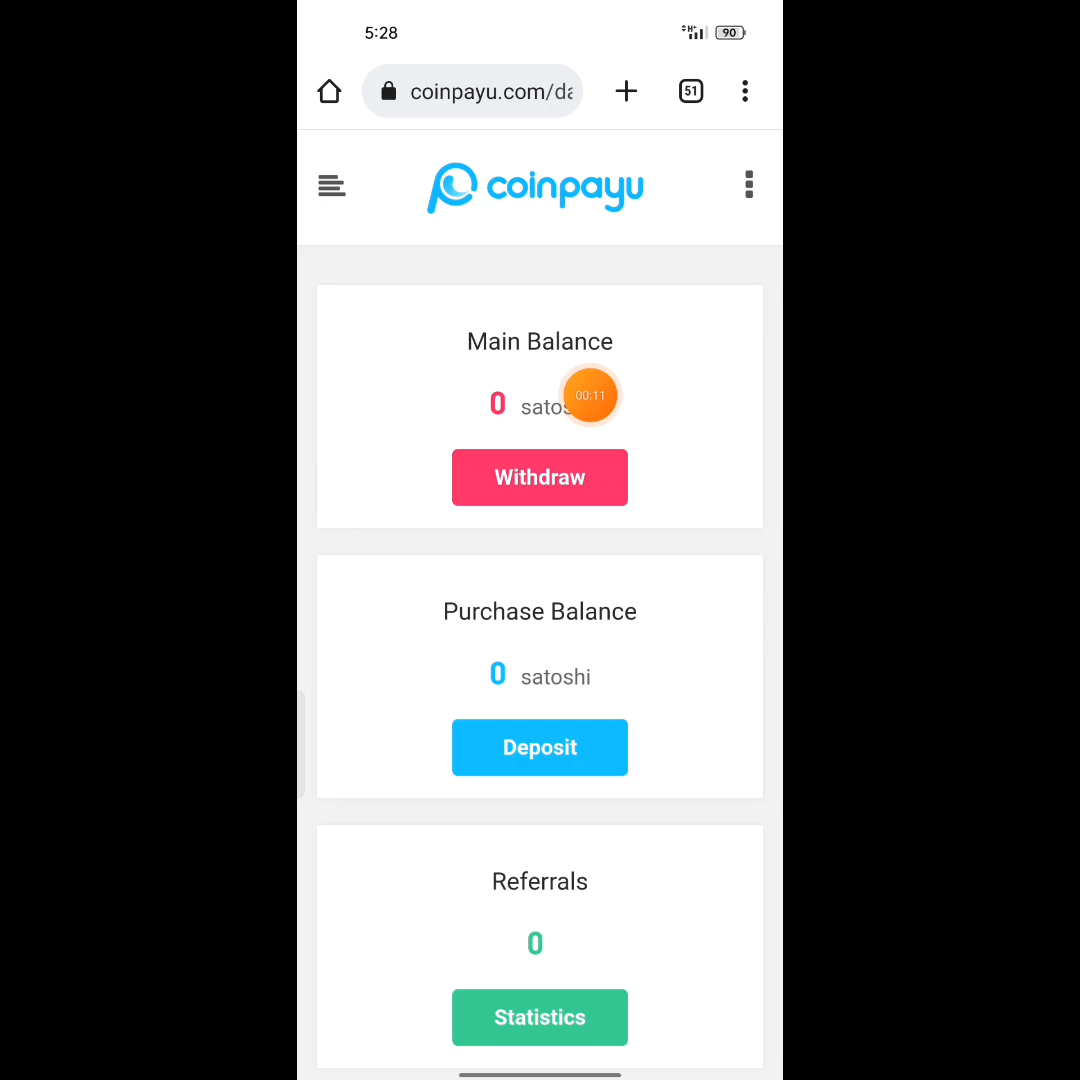 5:28
H+
90
coinpayu.com/da
51
coinpayu
Main Balance
0 satos
00:11
Withdraw
Purchase Balance
0 satoshi
Deposit
Referrals
0
Statistics